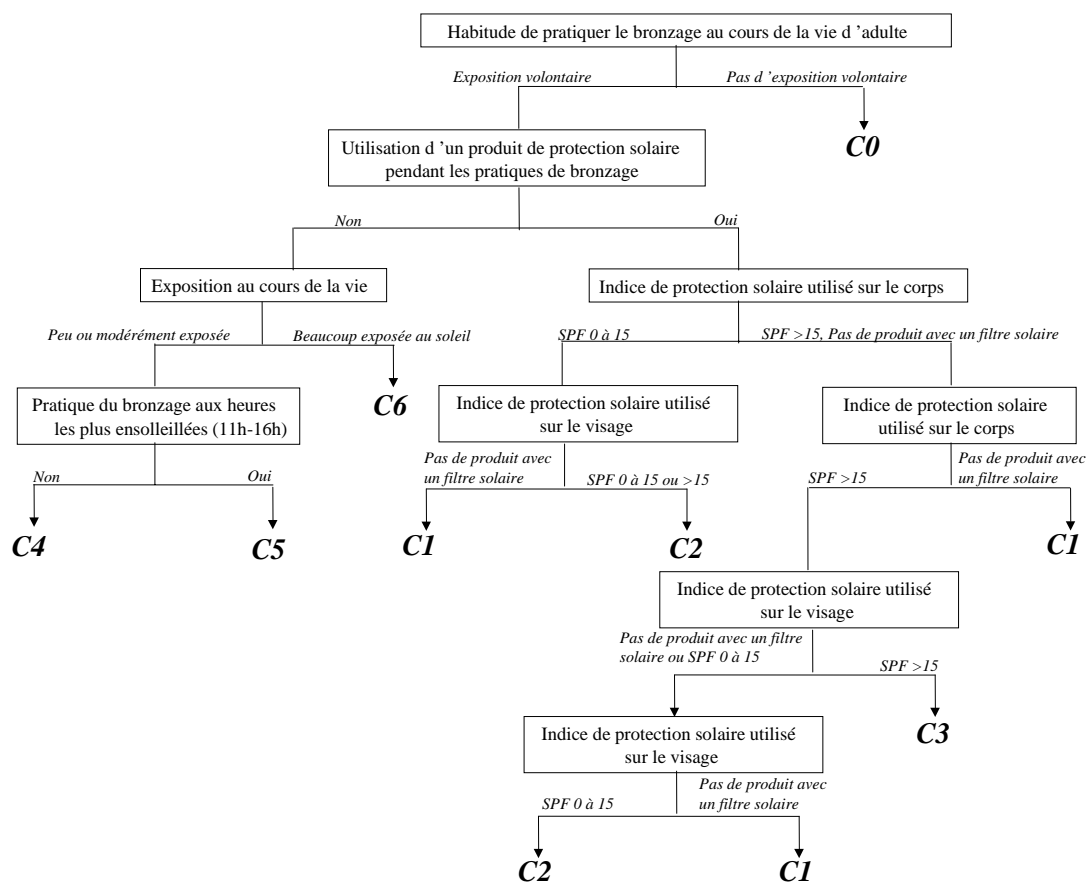 Habitude de pratiquer le bronzage au cours de la vie d 'adulte
Exposition volontaire
Pas d 'exposition volontaire
C0
Utilisation d 'un produit de protection solaire
pendant les pratiques de bronzage
Non
Oui
Exposition au cours de la vie
Indice de protection solaire utilisé sur le corps
Peu ou modérément exposée
Beaucoup exposée au soleil
SPF 0 à 15
SPF >15, Pas de produit avec un filtre solaire
C6
Pratique du bronzage aux heures
les plus ensolleillées (11h-16h)
Indice de protection solaire utilisé
sur le visage
Indice de protection solaire
utilisé sur le corps
Non
Oui
Pas de produit avec
un filtre solaire
SPF 0 à 15 ou >15
SPF >15
Pas de produit avec
un filtre solaire
C4
C5
C1
C2
C1
Indice de protection solaire utilisé
sur le visage
Pas de produit avec un filtre
solaire ou SPF 0 à 15
SPF >15
C3
Indice de protection solaire utilisé
sur le visage
SPF 0 à 15
Pas de produit avec
un filtre solaire
C2
C1